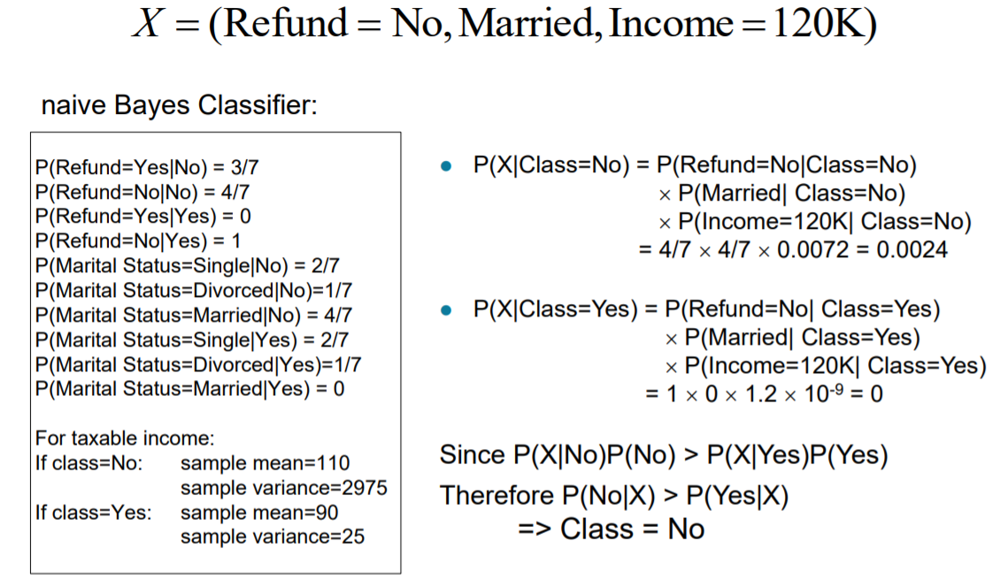 X = (Refund = No, Married, Income = 120K)
naive Bayes Classifier:
P(Refund=Yes|No) = 3/7
P(Refund=No|No) = 4/7
P(Refund=Yes|Yes) = 0
P(Refund=No|Yes) = 1
P(Marital Status=Single|No) = 2/7
P(Marital Status=Divorced|No)=1/7
P(Marital Status=Married|No) = 4/7
P(Marital Status=Single|Yes) = 2/7
P(Marital Status=Divorced|Yes)=1/7
P(Marital Status=Married|Yes) = 0
For taxable income:
If class=No: sample mean=110
sample variance=2975
If class=Yes: sample mean=90
sample variance=25
● P(X|Class=No) = P(Refund=No|Class=No)
× P(Married| Class=No)
× P(Income=120K| Class=No)
= 4/7 × 4/7 × 0.0072 = 0.0024
● P(X|Class=Yes) = P(Refund=No| Class=Yes)
× P(Married| Class=Yes)
× P(Income=120K| Class=Yes)
= 1 × 0 × 1.2 × 10⁻⁹ = 0
Since P(X|No)P(No) > P(X|Yes)P(Yes)
Therefore P(No|X) > P(Yes|X)
=> Class = No